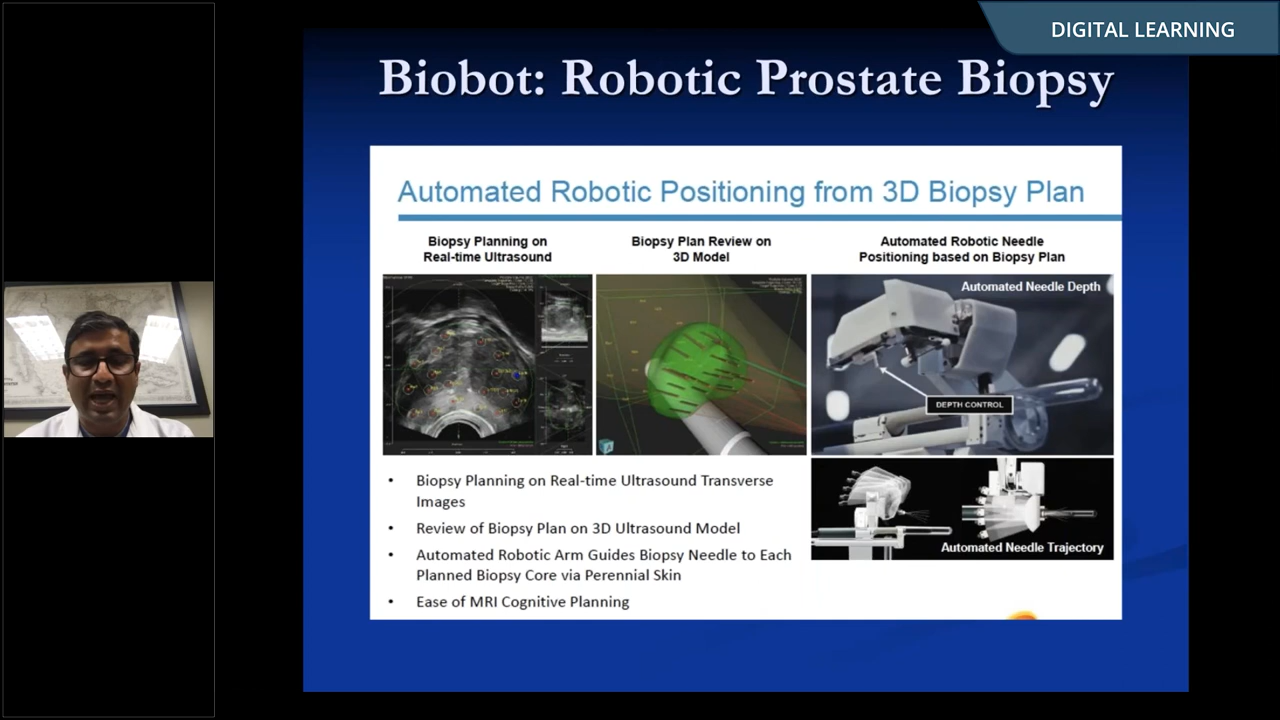 DIGITAL LEARNING
Biobot: Robotic Prostate Biopsy
Automated Robotic Positioning from 3D Biopsy Plan
Biopsy Planning on
Real-time Ultrasound
Biopsy Plan Review on
3D Model
Automated Robotic Needle
Positioning based on Biopsy Plan
Automated Needle Depth
DEPTH CONTROL
Automated Needle Trajectory
• Biopsy Planning on Real-time Ultrasound Transverse
Images
• Review of Biopsy Plan on 3D Ultrasound Model
• Automated Robotic Arm Guides Biopsy Needle to Each
Planned Biopsy Core via Perennial Skin
• Ease of MRI Cognitive Planning